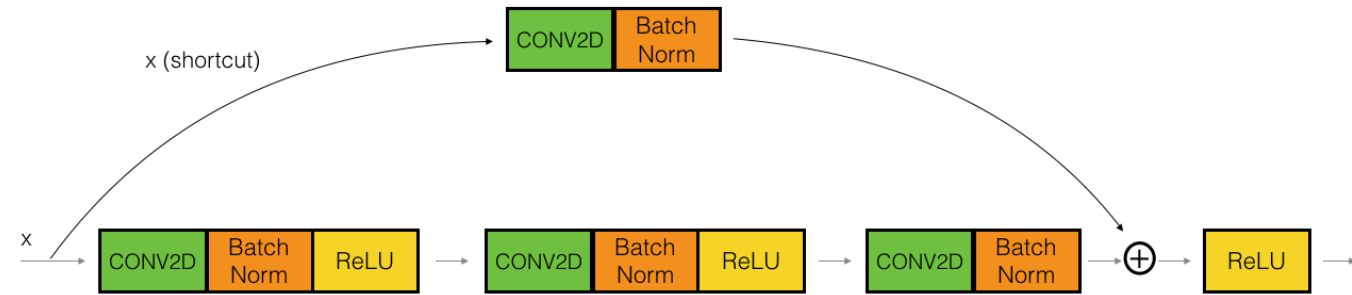 x (shortcut)
CONV2D
Batch
Norm
x
CONV2D
Batch
Norm
ReLU
CONV2D
Batch
Norm
ReLU
CONV2D
Batch
Norm
ReLU